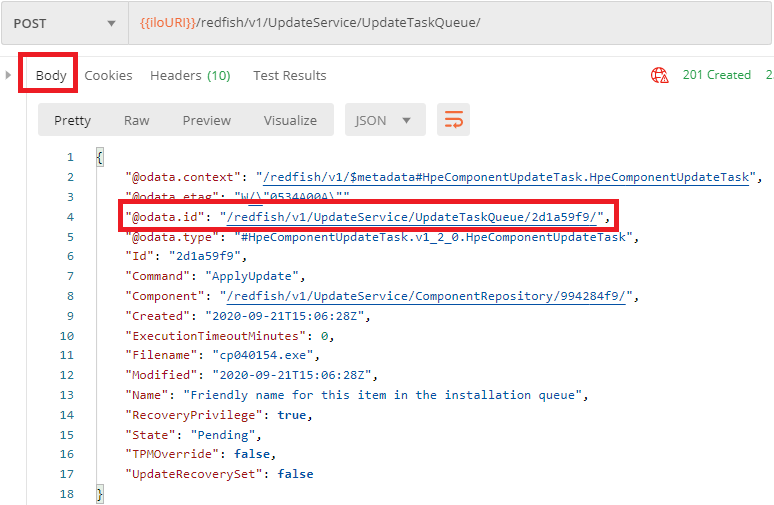 POST {{iloURI}}/redfish/v1/UpdateService/UpdateTaskQueue/
Body Cookies Headers (10) Test Results 201 Created
Pretty Raw Preview Visualize JSON
1 {
2 "@odata.context": "/redfish/v1/$metadata#HpeComponentUpdateTask.HpeComponentUpdateTask",
3 "@odata.etag": "W/\"0534A00A\"",
4 "@odata.id": "/redfish/v1/UpdateService/UpdateTaskQueue/2d1a59f9/",
5 "@odata.type": "#HpeComponentUpdateTask.v1_2_0.HpeComponentUpdateTask",
6 "Id": "2d1a59f9",
7 "Command": "ApplyUpdate",
8 "Component": "/redfish/v1/UpdateService/ComponentRepository/994284f9/",
9 "Created": "2020-09-21T15:06:28Z",
10 "ExecutionTimeoutMinutes": 0,
11 "Filename": "cp040154.exe",
12 "Modified": "2020-09-21T15:06:28Z",
13 "Name": "Friendly name for this item in the installation queue",
14 "RecoveryPrivilege": true,
15 "State": "Pending",
16 "TPMOverride": false,
17 "UpdateRecoverySet": false
18 }